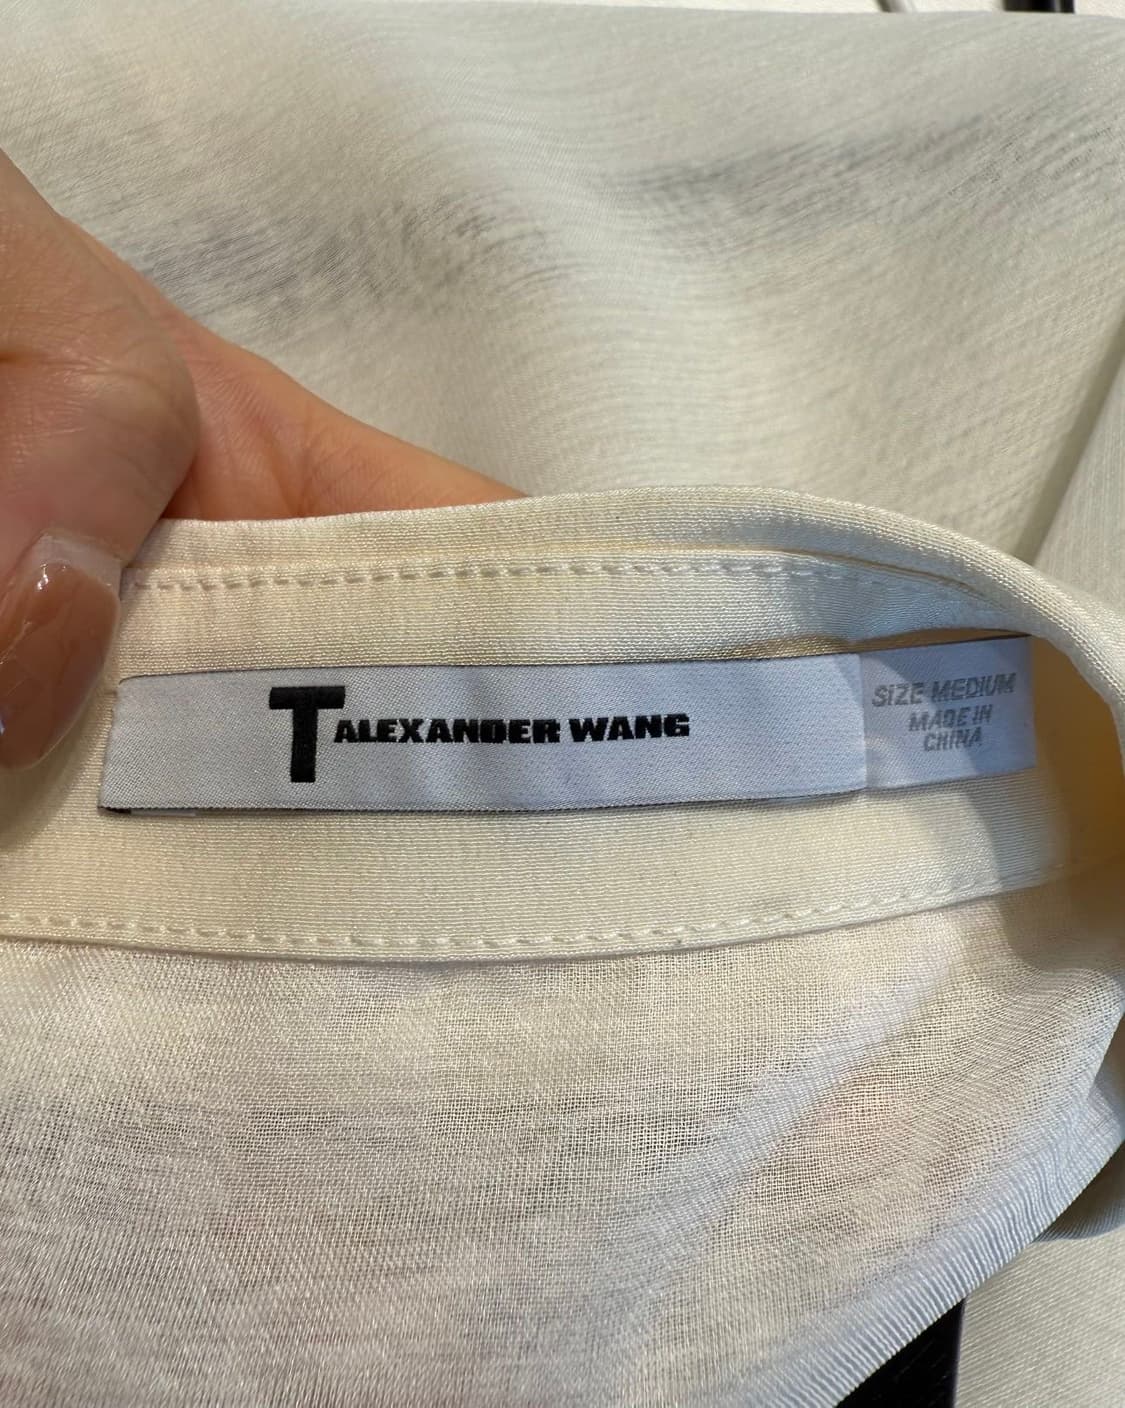 T ALEXANDER WANG
SIZE MEDIUM
MADE IN
CHINA